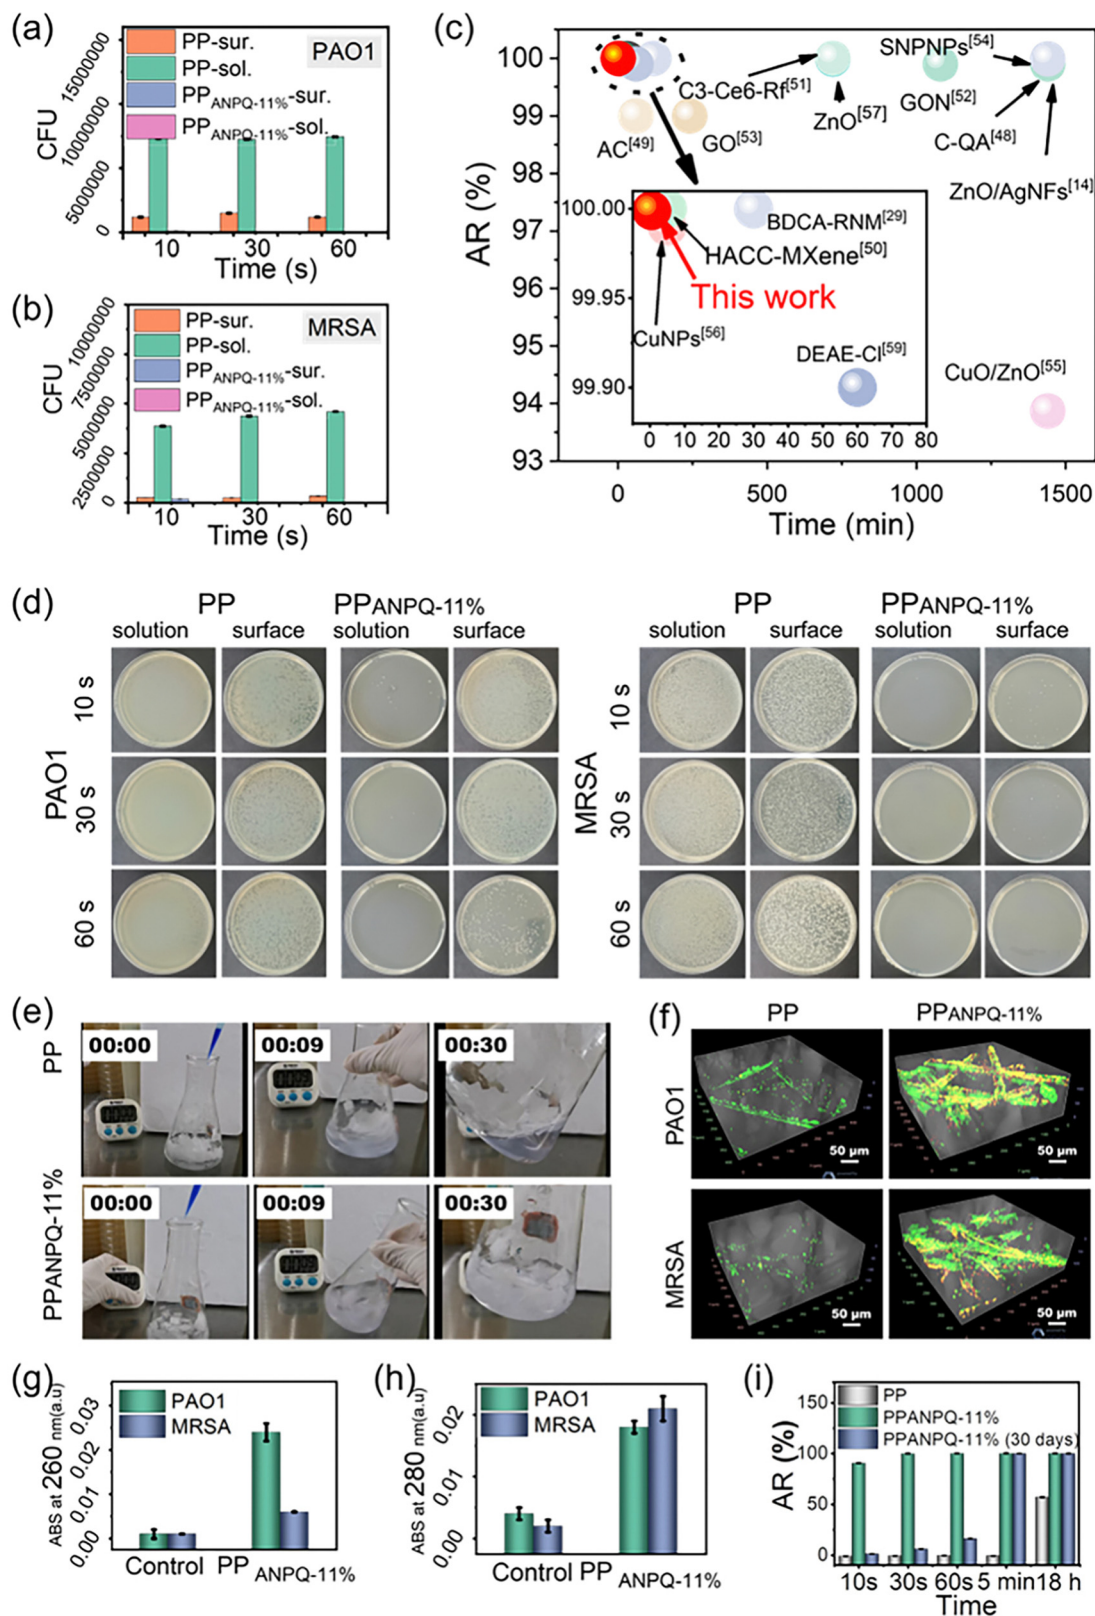 (a)
PP-sur.
PP-sol.
PPANPQ-11%-sur.
PPANPQ-11%-sol.
PAO1
CFU
15000000
10000000
5000000
0
10 30 60
Time (s)
(b)
PP-sur.
PP-sol.
PPANPQ-11%-sur.
PPANPQ-11%-sol.
MRSA
CFU
10000000
7500000
5000000
2500000
0
10 30 60
Time (s)
(c)
AR (%)
100
99
98
97
96
95
94
93
0 500 1000 1500
Time (min)
SNPNPs[54]
C3-Ce6-Rf[51]
ZnO[57]
GON[52]
C-QA[48]
ZnO/AgNFs[14]
AC[49]
GO[53]
CuO/ZnO[55]
100.00
99.95
99.90
0 10 20 30 40 50 60 70 80
BDCA-RNM[29]
HACC-MXene[50]
This work
CuNPs[56]
DEAE-Cl[59]
(d)
PP PPANPQ-11% PP PPANPQ-11%
solution surface solution surface solution surface solution surface
PAO1
10 s
30 s
60 s
MRSA
10 s
30 s
60 s
(e)
PP
00:00 00:09 00:30
PPANPQ-11%
00:00 00:09 00:30
(f)
PP PPANPQ-11%
PAO1
50 µm 50 µm
MRSA
50 µm 50 µm
(g)
PAO1
MRSA
ABS at 260 nm(a.u)
0.03
0.02
0.01
0.00
Control PP ANPQ-11%
(h)
PAO1
MRSA
ABS at 280 nm(a.u)
0.02
0.01
0.00
Control PP ANPQ-11%
(i)
PP
PPANPQ-11%
PPANPQ-11% (30 days)
AR (%)
150
100
50
0
10s 30s 60s 5 min 18 h
Time